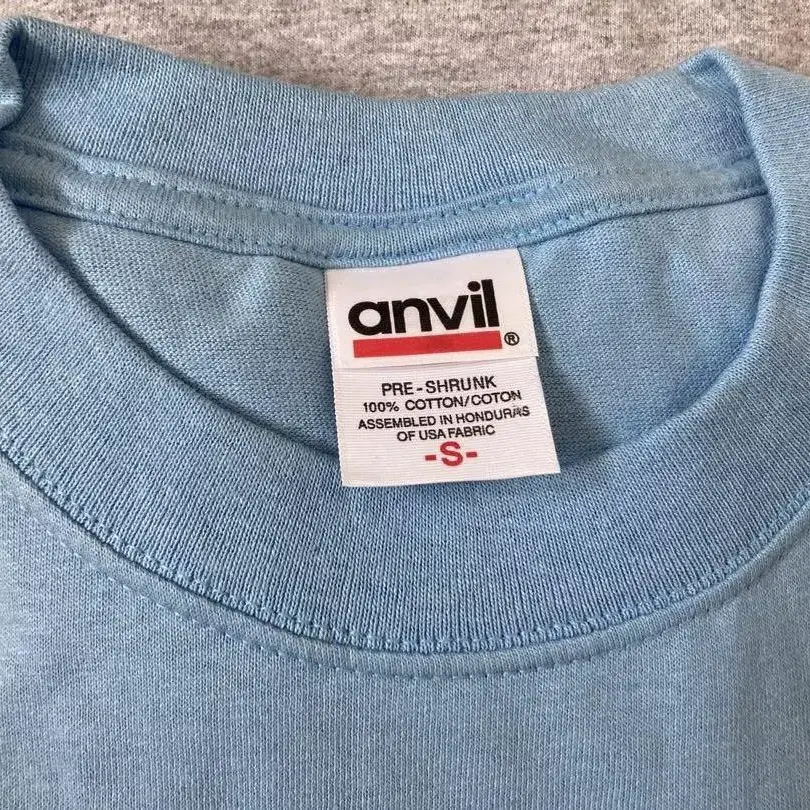 anvil®
PRE-SHRUNK
100% COTTON/COTON
ASSEMBLED IN HONDURAS
OF USA FABRIC
-S-